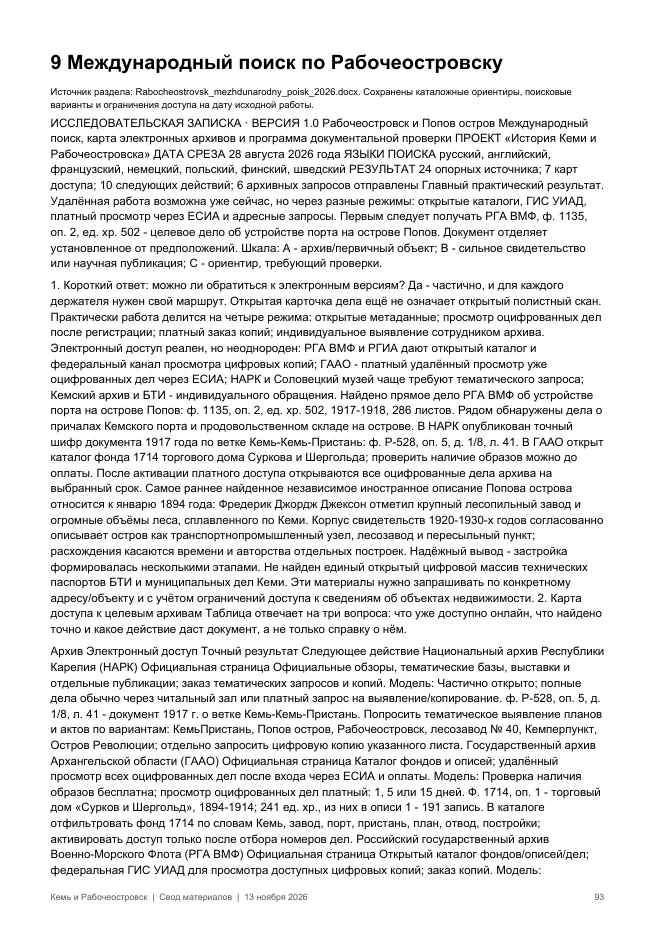 9 Международный поиск по Рабочеостровску
Источник раздела: Rabocheostrovsk_mezhdunarodny_poisk_2026.docx. Сохранены каталожные ориентиры, поисковые
варианты и ограничения доступа на дату исходной работы.
ИССЛЕДОВАТЕЛЬСКАЯ ЗАПИСКА · ВЕРСИЯ 1.0 Рабочеостровск и Попов остров Международный
поиск, карта электронных архивов и программа документальной проверки ПРОЕКТ «История Кеми и
Рабочеостровска» ДАТА СРЕЗА 28 августа 2026 года ЯЗЫКИ ПОИСКА русский, английский,
французский, немецкий, польский, финский, шведский РЕЗУЛЬТАТ 24 опорных источника; 7 карт
доступа; 10 следующих действий; 6 архивных запросов отправлены Главный практический результат.
Удалённая работа возможна уже сейчас, но через разные режимы: открытые каталоги, ГИС УИАД,
платный просмотр через ЕСИА и адресные запросы. Первым следует получать РГА ВМФ, ф. 1135,
оп. 2, ед. хр. 502 - целевое дело об устройстве порта на острове Попов. Документ отделяет
установленное от предположений. Шкала: A - архив/первичный объект; B - сильное свидетельство
или научная публикация; C - ориентир, требующий проверки.
1. Короткий ответ: можно ли обратиться к электронным версиям? Да - частично, и для каждого
держателя нужен свой маршрут. Открытая карточка дела ещё не означает открытый полистный скан.
Практически работа делится на четыре режима: открытые метаданные; просмотр оцифрованных дел
после регистрации; платный заказ копий; индивидуальное выявление сотрудником архива.
Электронный доступ реален, но неоднороден: РГА ВМФ и РГИА дают открытый каталог и
федеральный канал просмотра цифровых копий; ГААО - платный удалённый просмотр уже
оцифрованных дел через ЕСИА; НАРК и Соловецкий музей чаще требуют тематического запроса;
Кемский архив и БТИ - индивидуального обращения. Найдено прямое дело РГА ВМФ об устройстве
порта на острове Попов: ф. 1135, оп. 2, ед. хр. 502, 1917-1918, 286 листов. Рядом обнаружены дела о
причалах Кемского порта и продовольственном складе на острове. В НАРК опубликован точный
шифр документа 1917 года по ветке Кемь-Кемь-Пристань: ф. Р-528, оп. 5, д. 1/8, л. 41. В ГААО открыт
каталог фонда 1714 торгового дома Суркова и Шергольда; проверить наличие образов можно до
оплаты. После активации платного доступа открываются все оцифрованные дела архива на
выбранный срок. Самое раннее найденное независимое иностранное описание Попова острова
относится к январю 1894 года: Фредерик Джордж Джексон отметил крупный лесопильный завод и
огромные объёмы леса, сплавленного по Кеми. Корпус свидетельств 1920-1930-х годов согласованно
описывает остров как транспортнопромышленный узел, лесозавод и пересыльный пункт;
расхождения касаются времени и авторства отдельных построек. Надёжный вывод - застройка
формировалась несколькими этапами. Не найден единый открытый цифровой массив технических
паспортов БТИ и муниципальных дел Кеми. Эти материалы нужно запрашивать по конкретному
адресу/объекту и с учётом ограничений доступа к сведениям об объектах недвижимости. 2. Карта
доступа к целевым архивам Таблица отвечает на три вопроса: что уже доступно онлайн, что найдено
точно и какое действие даст документ, а не только справку о нём.
Архив Электронный доступ Точный результат Следующее действие Национальный архив Республики
Карелия (НАРК) Официальная страница Официальные обзоры, тематические базы, выставки и
отдельные публикации; заказ тематических запросов и копий. Модель: Частично открыто; полные
дела обычно через читальный зал или платный запрос на выявление/копирование. ф. Р-528, оп. 5, д.
1/8, л. 41 - документ 1917 г. о ветке Кемь-Кемь-Пристань. Попросить тематическое выявление планов
и актов по вариантам: КемьПристань, Попов остров, Рабочеостровск, лесозавод № 40, Кемперпункт,
Остров Революции; отдельно запросить цифровую копию указанного листа. Государственный архив
Архангельской области (ГААО) Официальная страница Каталог фондов и описей; удалённый
просмотр всех оцифрованных дел после входа через ЕСИА и оплаты. Модель: Проверка наличия
образов бесплатна; просмотр оцифрованных дел платный: 1, 5 или 15 дней. Ф. 1714, оп. 1 - торговый
дом «Сурков и Шергольд», 1894-1914; 241 ед. хр., из них в описи 1 - 191 запись. В каталоге
отфильтровать фонд 1714 по словам Кемь, завод, порт, пристань, план, отвод, постройки;
активировать доступ только после отбора номеров дел. Российский государственный архив
Военно-Морского Флота (РГА ВМФ) Официальная страница Открытый каталог фондов/описей/дел;
федеральная ГИС УИАД для просмотра доступных цифровых копий; заказ копий. Модель:
Кемь и Рабочеостровск | Свод материалов | 13 ноября 2026
93